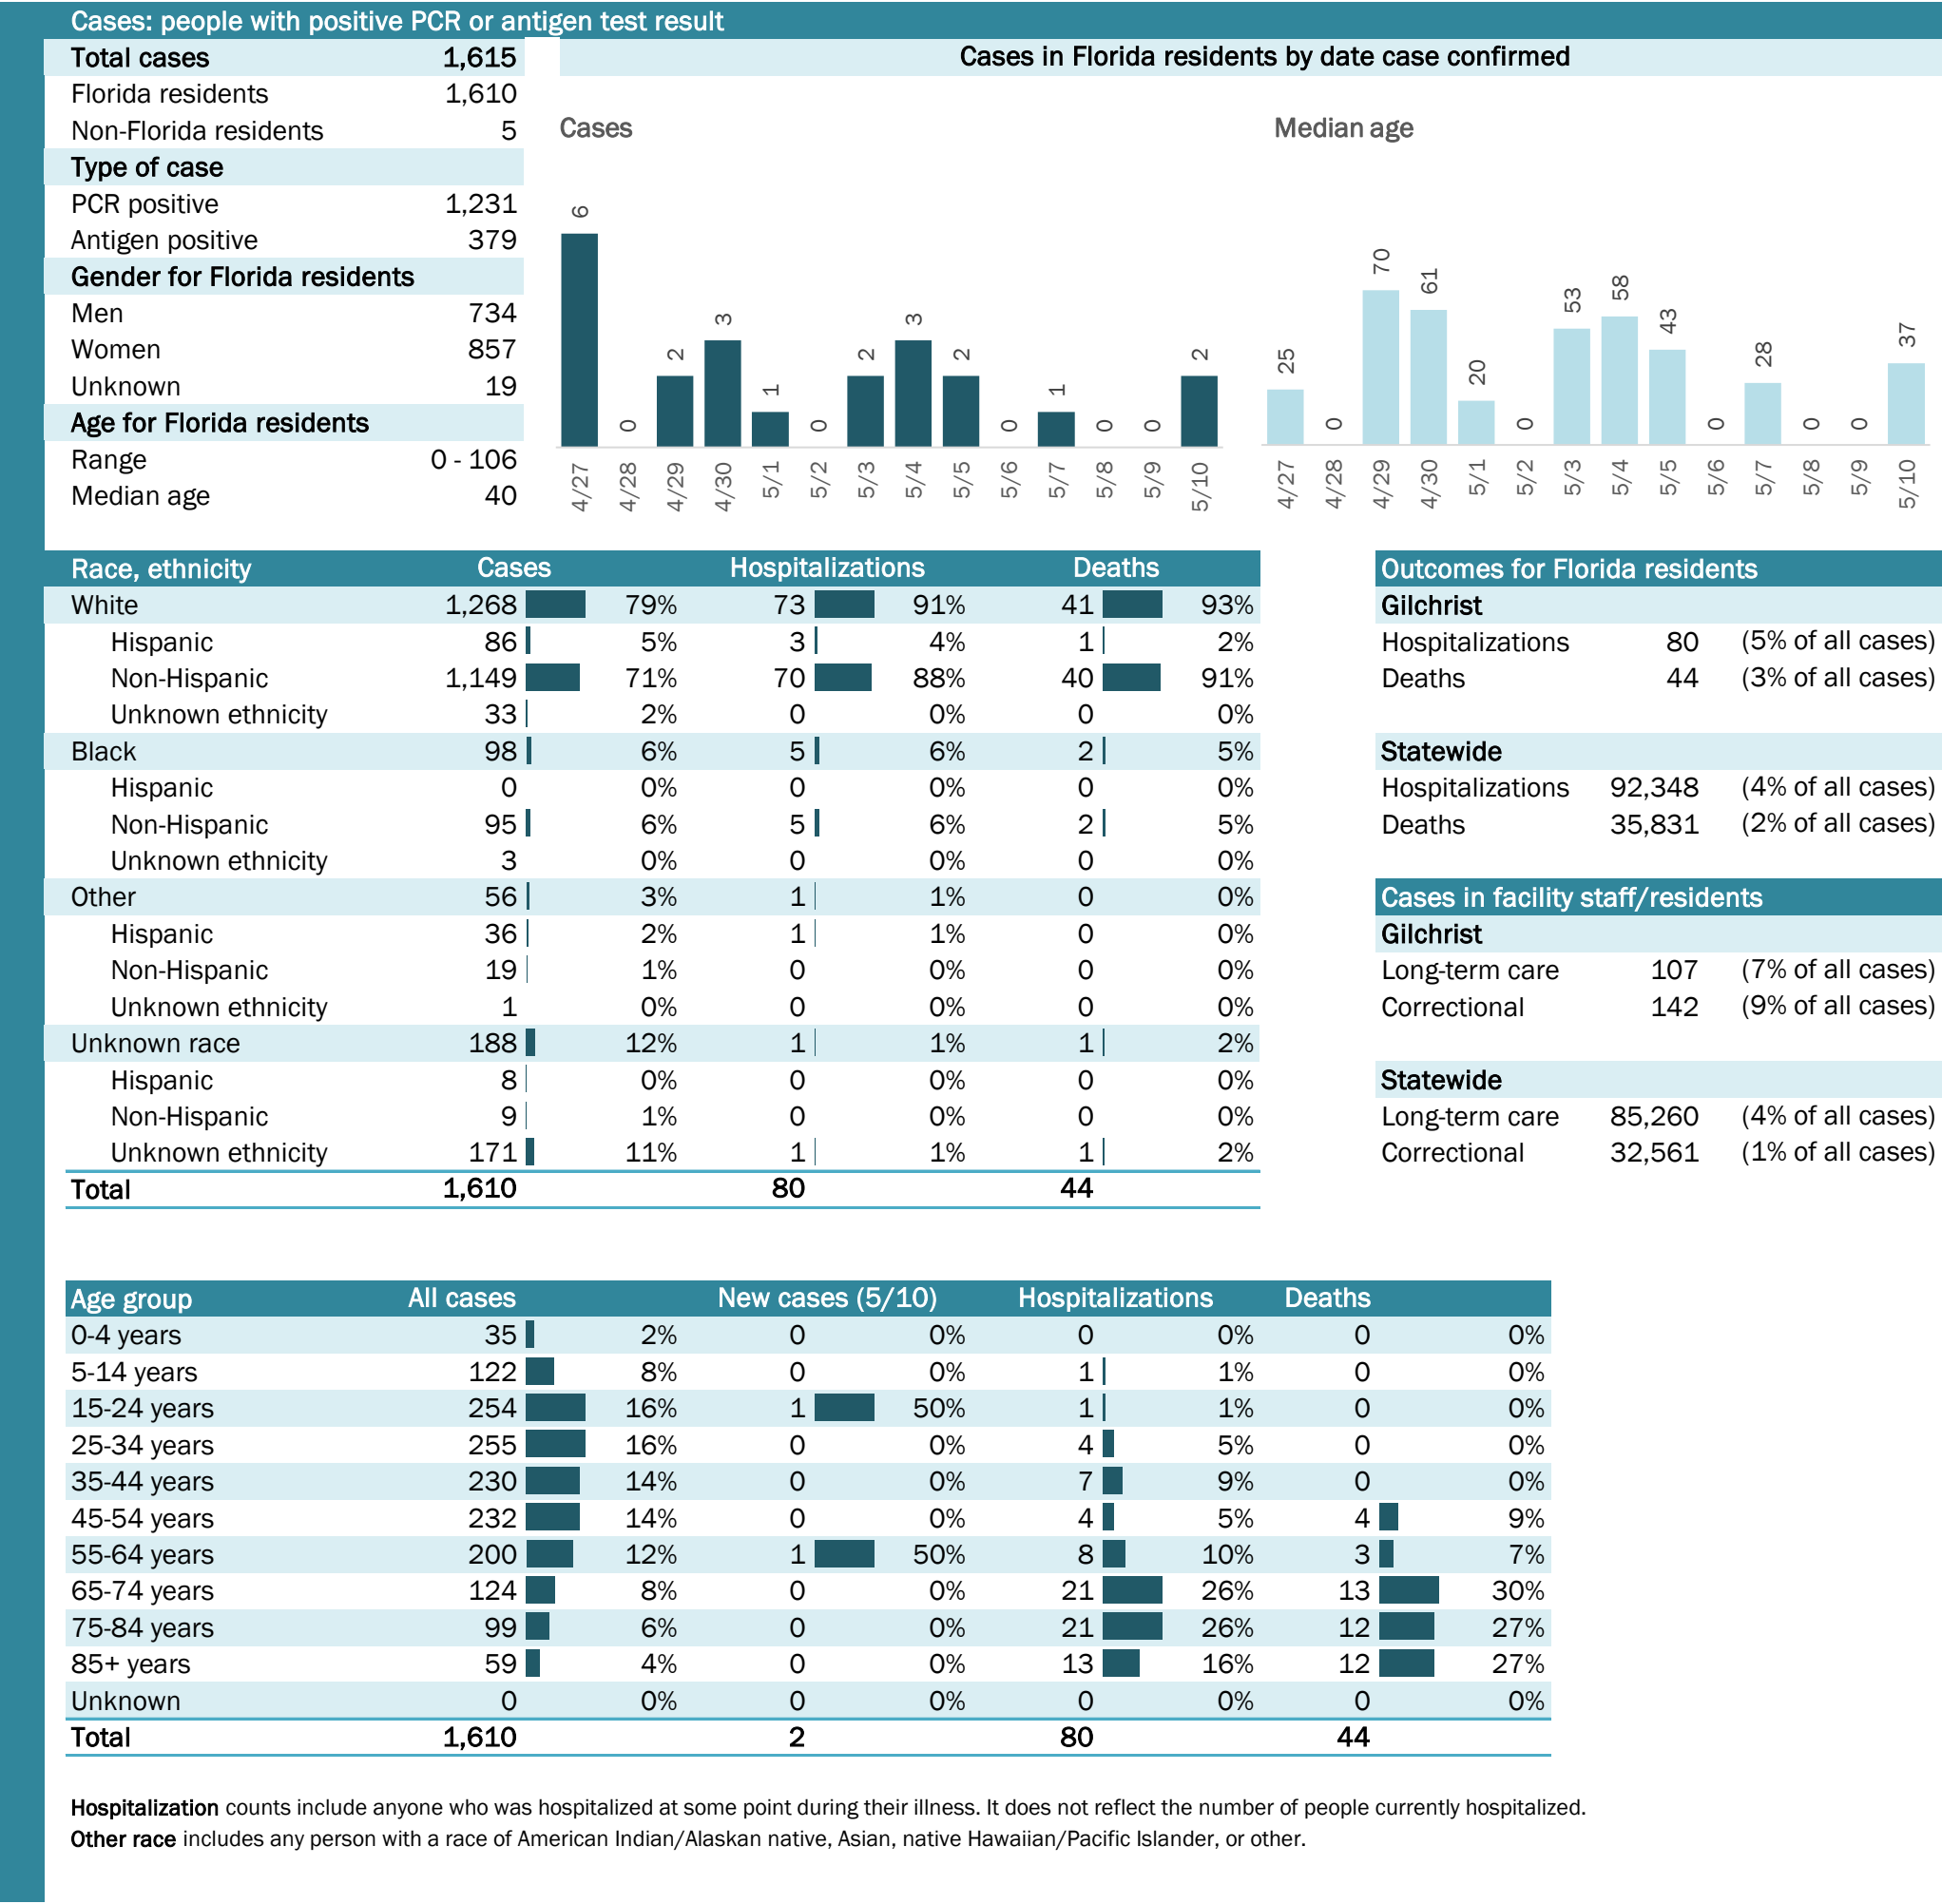 Cases: people with positive PCR or antigen test result
Total cases 1,615
Florida residents 1,610
Non-Florida residents 5
Type of case
PCR positive 1,231
Antigen positive 379
Gender for Florida residents
Men 734
Women 857
Unknown 19
Age for Florida residents
Range 0 - 106
Median age 40
Cases in Florida residents by date case confirmed
Cases
6 0 2 3 1 0 2 3 2 0 1 0 0 2
4/27 4/28 4/29 4/30 5/1 5/2 5/3 5/4 5/5 5/6 5/7 5/8 5/9 5/10
Median age
25 0 70 61 20 0 53 58 43 0 28 0 0 37
4/27 4/28 4/29 4/30 5/1 5/2 5/3 5/4 5/5 5/6 5/7 5/8 5/9 5/10
Race, ethnicity Cases Hospitalizations Deaths
White 1,268 79% 73 91% 41 93%
Hispanic 86 5% 3 4% 1 2%
Non-Hispanic 1,149 71% 70 88% 40 91%
Unknown ethnicity 33 2% 0 0% 0 0%
Black 98 6% 5 6% 2 5%
Hispanic 0 0% 0 0% 0 0%
Non-Hispanic 95 6% 5 6% 2 5%
Unknown ethnicity 3 0% 0 0% 0 0%
Other 56 3% 1 1% 0 0%
Hispanic 36 2% 1 1% 0 0%
Non-Hispanic 19 1% 0 0% 0 0%
Unknown ethnicity 1 0% 0 0% 0 0%
Unknown race 188 12% 1 1% 1 2%
Hispanic 8 0% 0 0% 0 0%
Non-Hispanic 9 1% 0 0% 0 0%
Unknown ethnicity 171 11% 1 1% 1 2%
Total 1,610 80 44
Outcomes for Florida residents
Gilchrist
Hospitalizations 80 (5% of all cases)
Deaths 44 (3% of all cases)
Statewide
Hospitalizations 92,348 (4% of all cases)
Deaths 35,831 (2% of all cases)
Cases in facility staff/residents
Gilchrist
Long-term care 107 (7% of all cases)
Correctional 142 (9% of all cases)
Statewide
Long-term care 85,260 (4% of all cases)
Correctional 32,561 (1% of all cases)
Age group All cases New cases (5/10) Hospitalizations Deaths
0-4 years 35 2% 0 0% 0 0% 0 0%
5-14 years 122 8% 0 0% 1 1% 0 0%
15-24 years 254 16% 1 50% 1 1% 0 0%
25-34 years 255 16% 0 0% 4 5% 0 0%
35-44 years 230 14% 0 0% 7 9% 0 0%
45-54 years 232 14% 0 0% 4 5% 4 9%
55-64 years 200 12% 1 50% 8 10% 3 7%
65-74 years 124 8% 0 0% 21 26% 13 30%
75-84 years 99 6% 0 0% 21 26% 12 27%
85+ years 59 4% 0 0% 13 16% 12 27%
Unknown 0 0% 0 0% 0 0% 0 0%
Total 1,610 2 80 44
Hospitalization counts include anyone who was hospitalized at some point during their illness. It does not reflect the number of people currently hospitalized.
Other race includes any person with a race of American Indian/Alaskan native, Asian, native Hawaiian/Pacific Islander, or other.